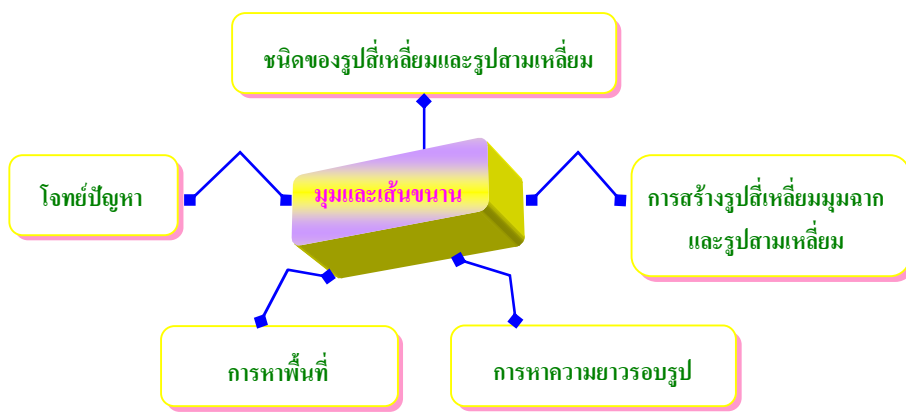 ชนิดของรูปสี่เหลี่ยมและรูปสามเหลี่ยม
โจทย์ปัญหา
มุมและเส้นขนาน
การสร้างรูปสี่เหลี่ยมมุมฉาก
และรูปสามเหลี่ยม
การหาพื้นที่
การหาความยาวรอบรูป